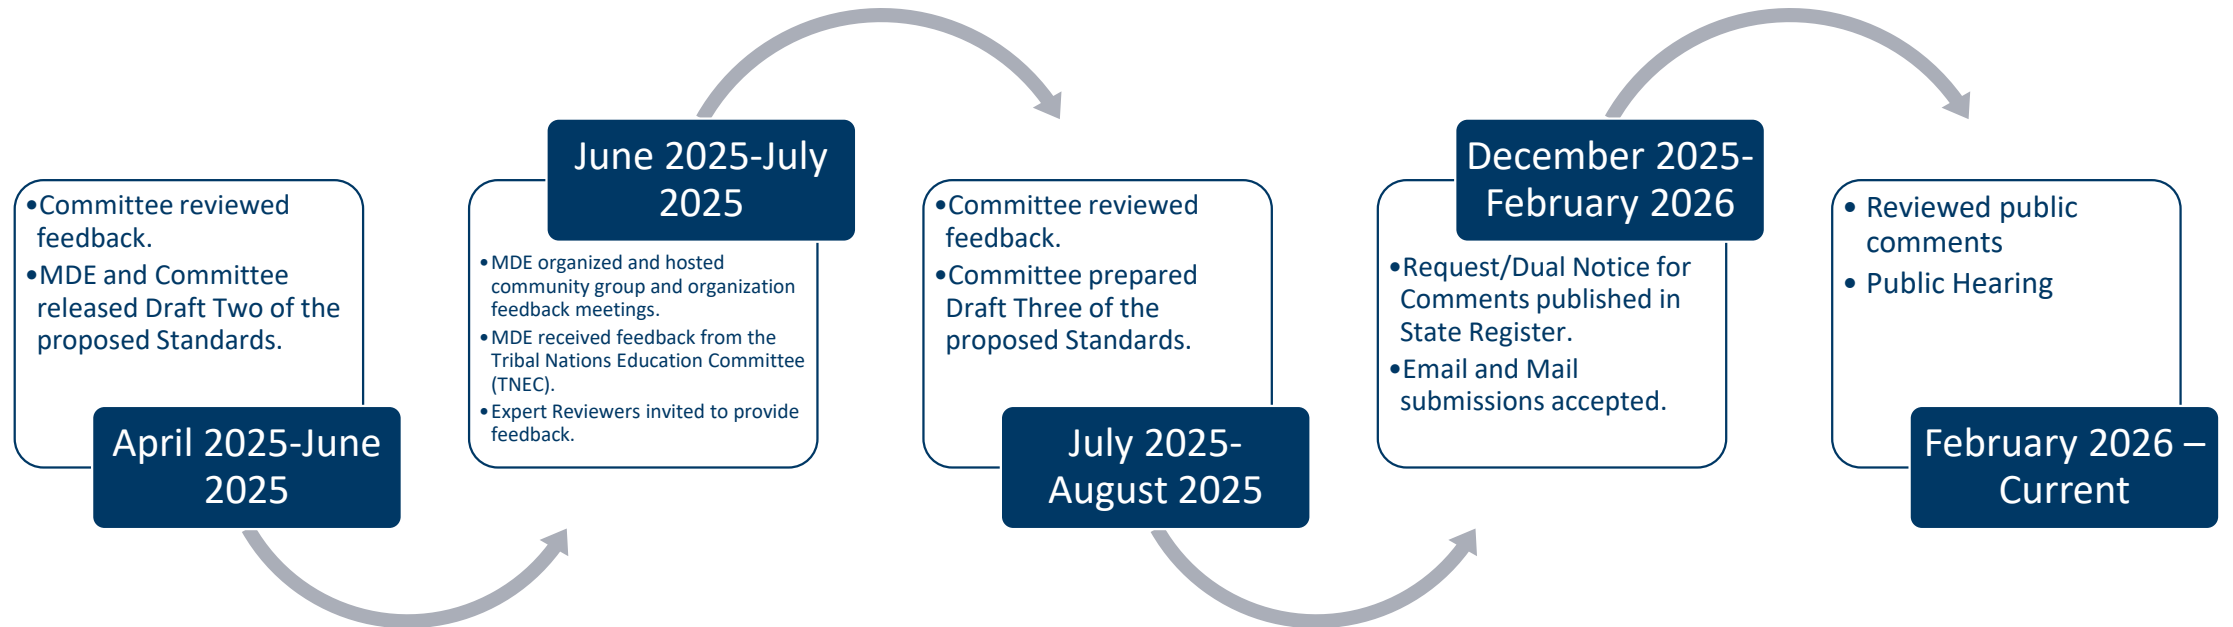 •Committee reviewed
feedback.
•MDE and Committee
released Draft Two of the
proposed Standards.
April 2025-June
2025
June 2025-July
2025
•MDE organized and hosted
community group and organization
feedback meetings.
•MDE received feedback from the
Tribal Nations Education Committee
(TNEC).
•Expert Reviewers invited to provide
feedback.
•Committee reviewed
feedback.
•Committee prepared
Draft Three of the
proposed Standards.
July 2025-
August 2025
December 2025-
February 2026
•Request/Dual Notice for
Comments published in
State Register.
•Email and Mail
submissions accepted.
• Reviewed public
comments
• Public Hearing
February 2026 –
Current